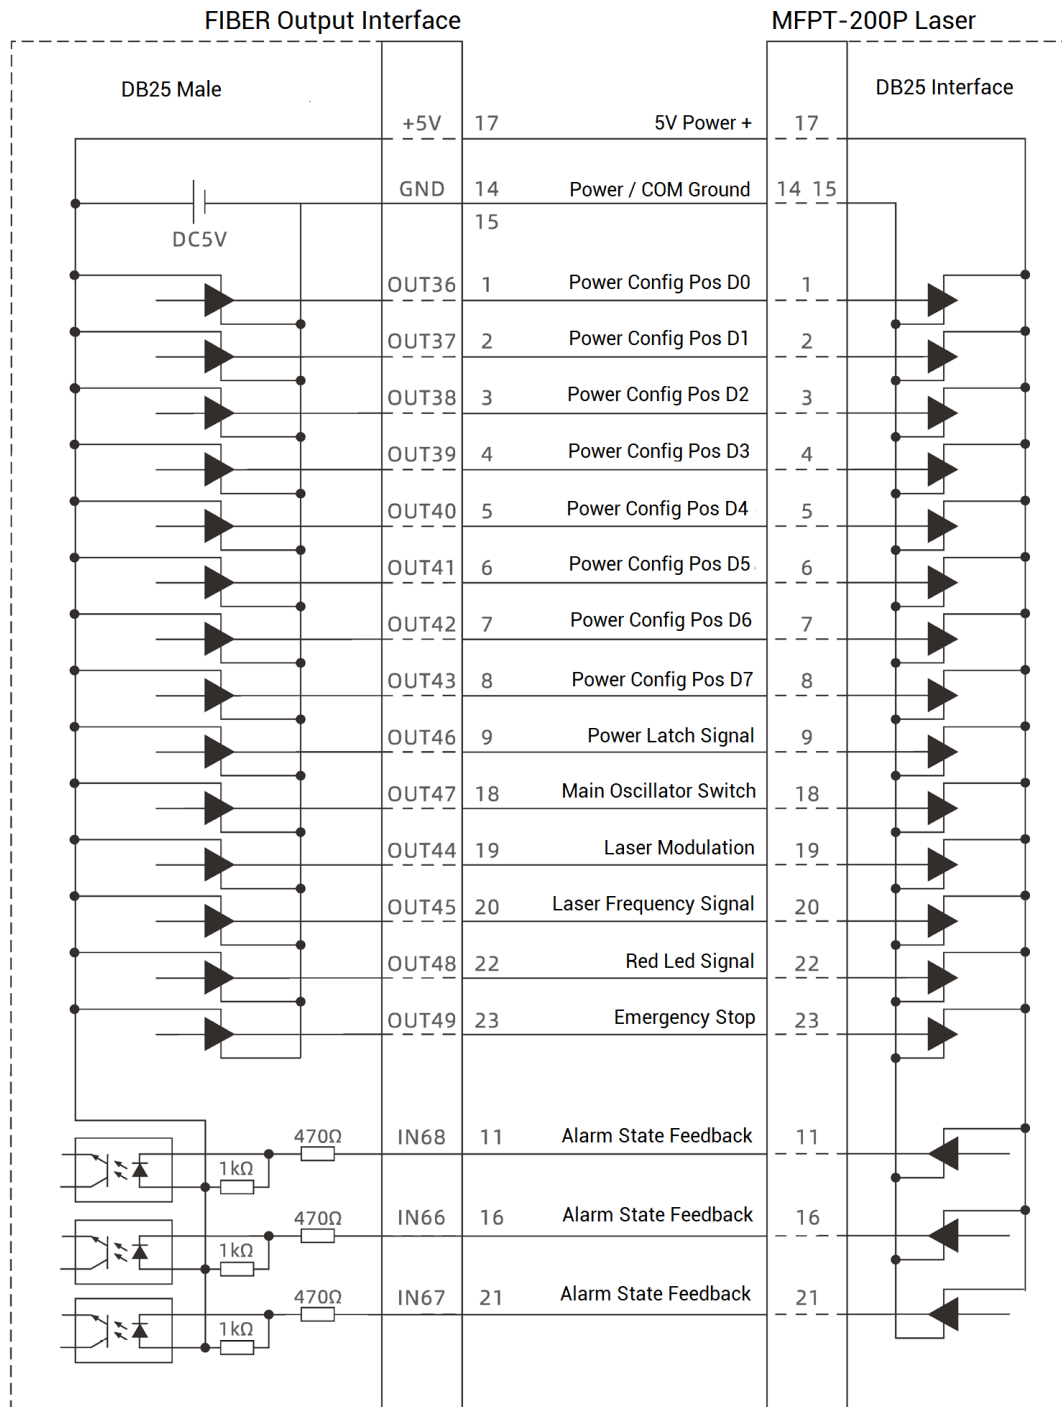 FIBER Output Interface MFPT-200P Laser
DB25 Male DB25 Interface
+5V 17 5V Power + 17
GND 14 Power / COM Ground 14 15
15
DC5V
OUT36 1 Power Config Pos D0 1
OUT37 2 Power Config Pos D1 2
OUT38 3 Power Config Pos D2 3
OUT39 4 Power Config Pos D3 4
OUT40 5 Power Config Pos D4 5
OUT41 6 Power Config Pos D5 6
OUT42 7 Power Config Pos D6 7
OUT43 8 Power Config Pos D7 8
OUT46 9 Power Latch Signal 9
OUT47 18 Main Oscillator Switch 18
OUT44 19 Laser Modulation 19
OUT45 20 Laser Frequency Signal 20
OUT48 22 Red Led Signal 22
OUT49 23 Emergency Stop 23
470Ω IN68 11 Alarm State Feedback 11
1kΩ
470Ω IN66 16 Alarm State Feedback 16
1kΩ
470Ω IN67 21 Alarm State Feedback 21
1kΩ